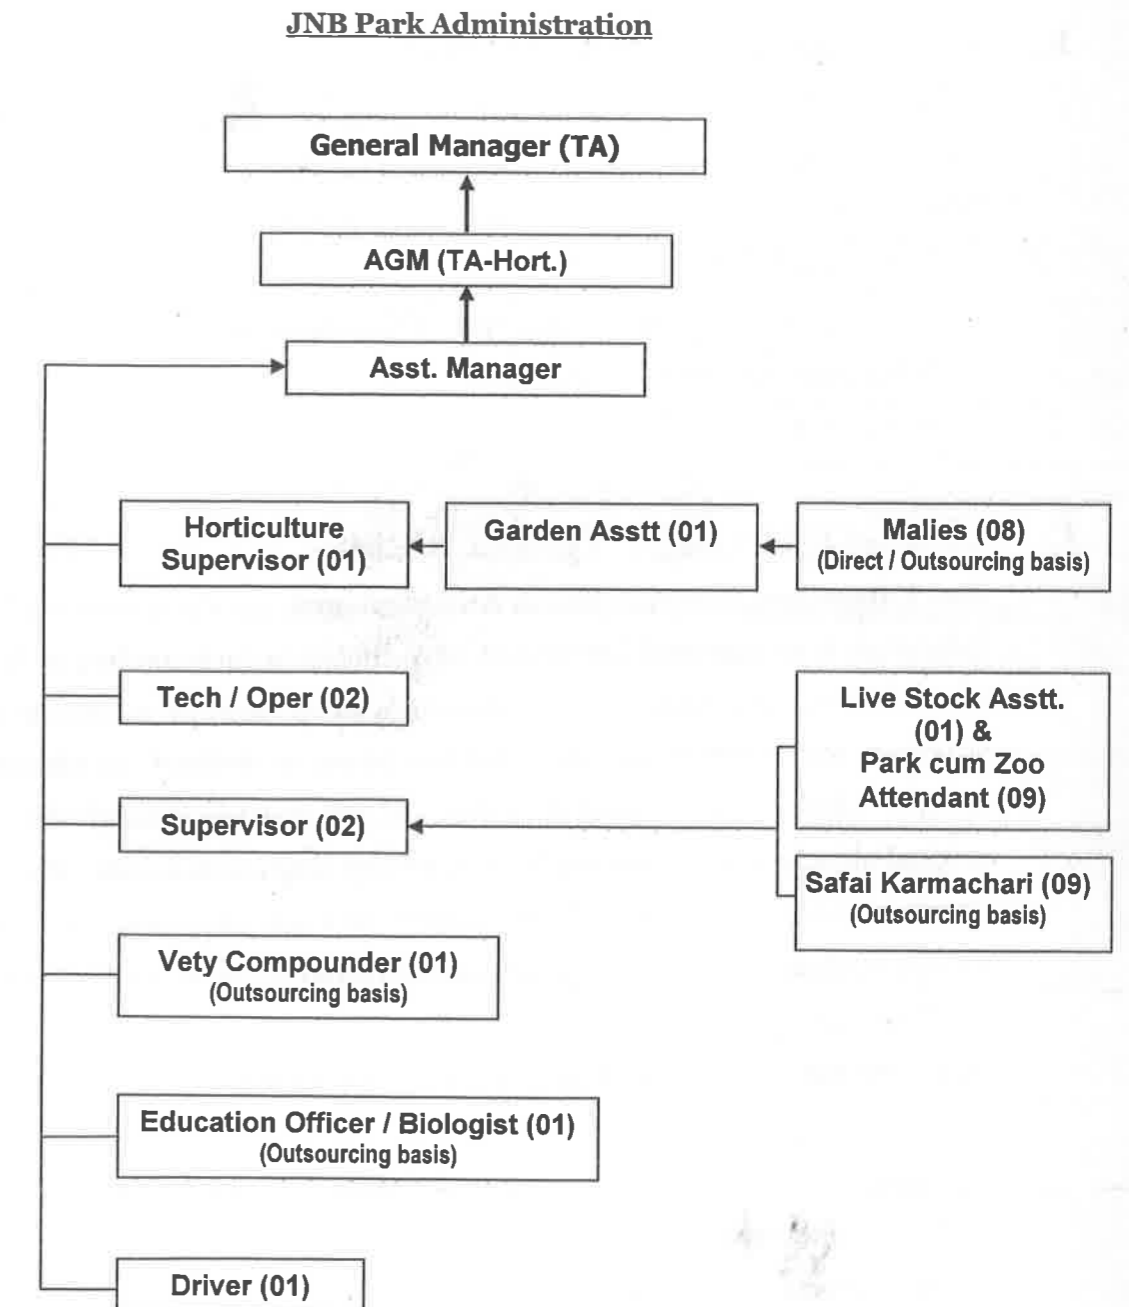 JNB Park Administration
General Manager (TA)
AGM (TA-Hort.)
Asst. Manager
Horticulture
Supervisor (01)
Garden Asstt (01)
Malies (08)
(Direct / Outsourcing basis)
Tech / Oper (02)
Live Stock Asstt.
(01) &
Park cum Zoo
Attendant (09)
Supervisor (02)
Safai Karmachari (09)
(Outsourcing basis)
Vety Compounder (01)
(Outsourcing basis)
Education Officer / Biologist (01)
(Outsourcing basis)
Driver (01)